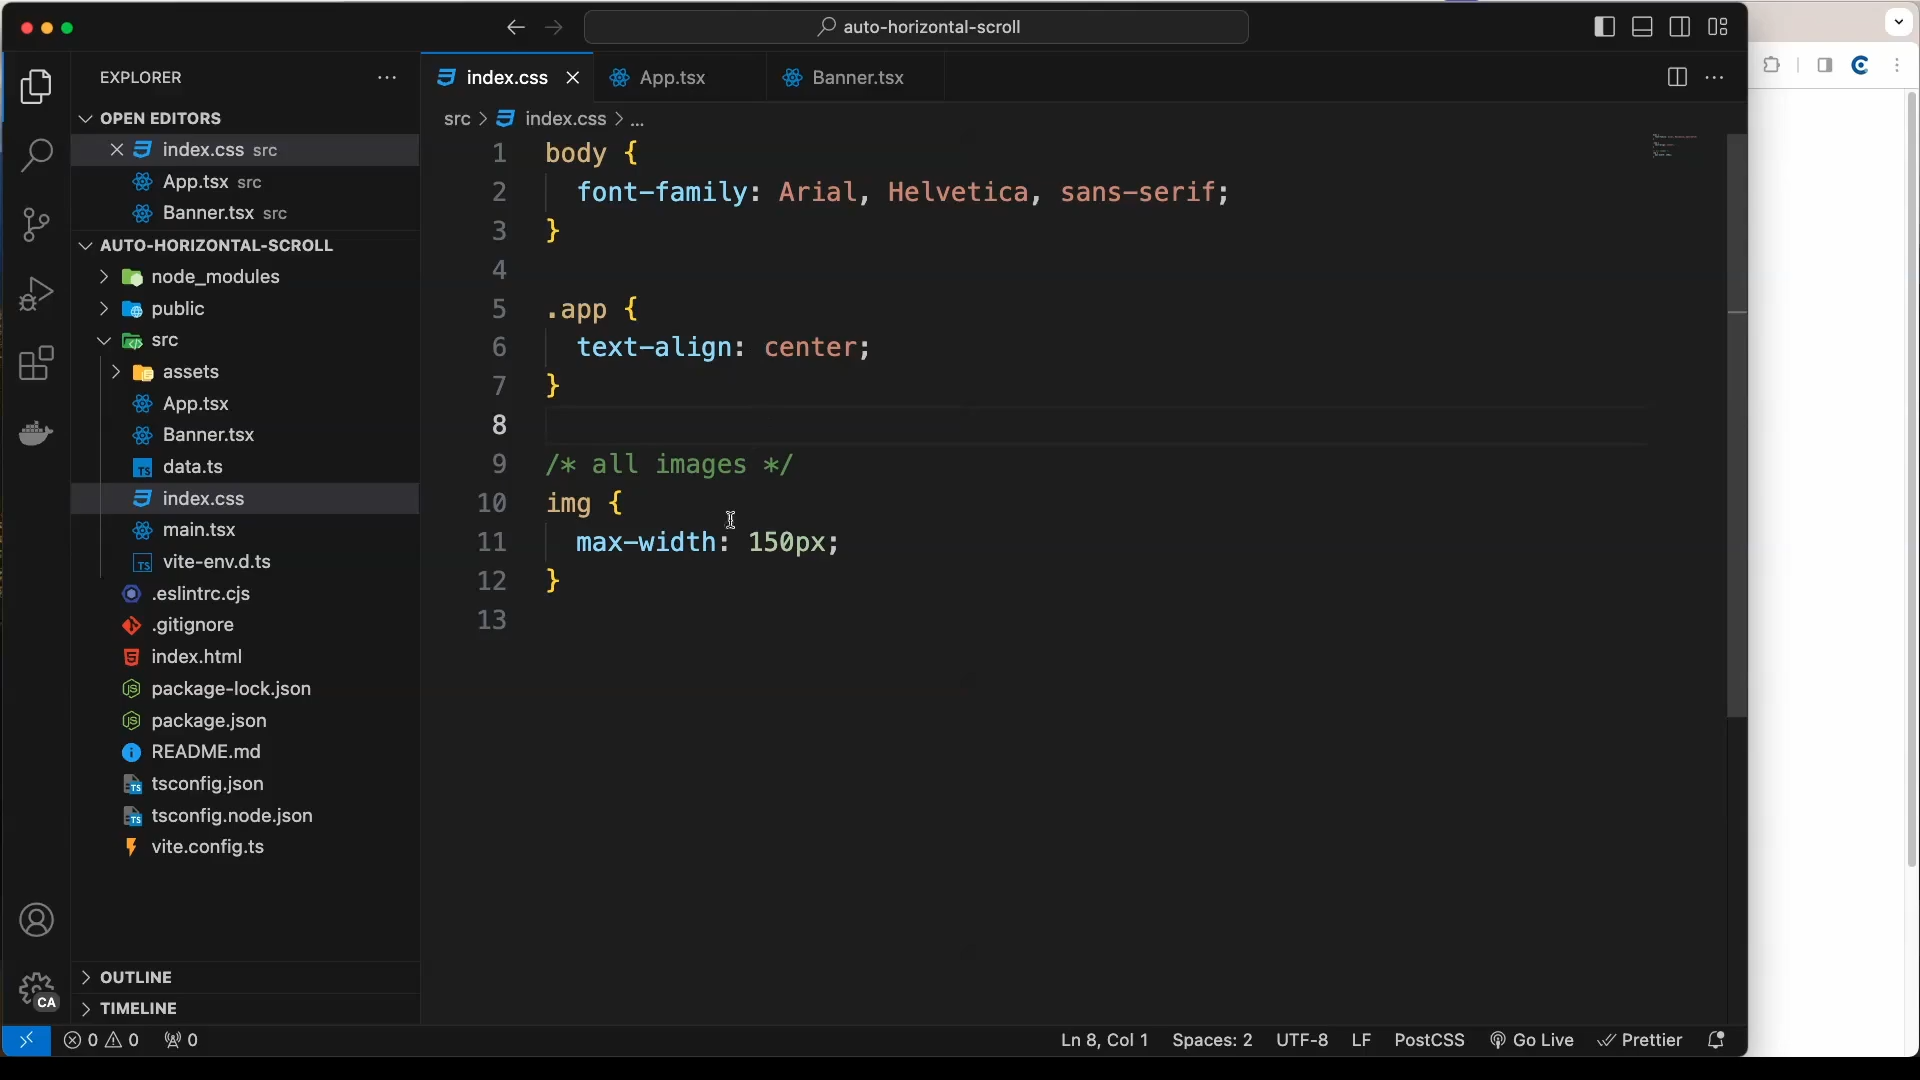 auto-horizontal-scroll
EXPLORER
OPEN EDITORS
index.css src
App.tsx src
Banner.tsx src
AUTO-HORIZONTAL-SCROLL
node_modules
public
src
assets
App.tsx
Banner.tsx
data.ts
index.css
main.tsx
vite-env.d.ts
.eslintrc.cjs
.gitignore
index.html
package-lock.json
package.json
README.md
tsconfig.json
tsconfig.node.json
vite.config.ts
OUTLINE
TIMELINE
CA
index.css App.tsx Banner.tsx
src > index.css > ...
1 body {
2 font-family: Arial, Helvetica, sans-serif;
3 }
4
5 .app {
6 text-align: center;
7 }
8
9 /* all images */
10 img {
11 max-width: 150px;
12 }
13
0 0 0 Ln 8, Col 1 Spaces: 2 UTF-8 LF PostCSS Go Live Prettier